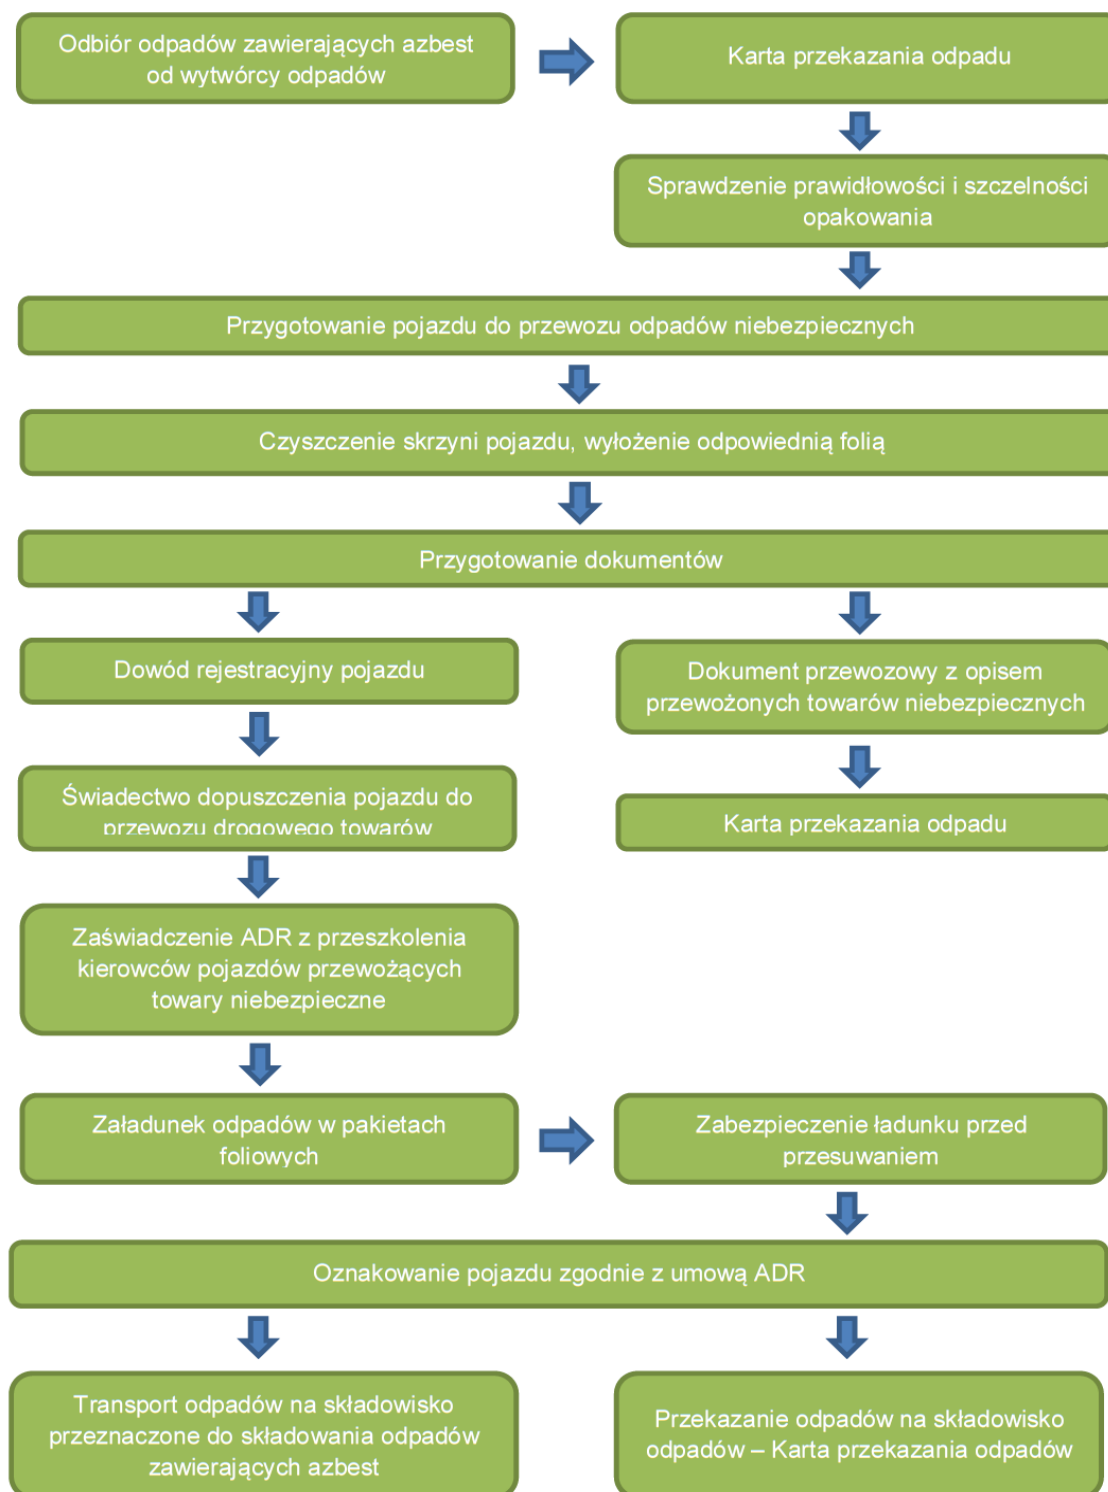 Odbiór odpadów zawierających azbest
od wytwórcy odpadów
Karta przekazania odpadu
Sprawdzenie prawidłowości i szczelności
opakowania
Przygotowanie pojazdu do przewozu odpadów niebezpiecznych
Czyszczenie skrzyni pojazdu, wyłożenie odpowiednią folią
Przygotowanie dokumentów
Dowód rejestracyjny pojazdu
Dokument przewozowy z opisem
przewożonych towarów niebezpiecznych
Świadectwo dopuszczenia pojazdu do
przewozu drogowego towarów
Karta przekazania odpadu
Zaświadczenie ADR z przeszkolenia
kierowców pojazdów przewożących
towary niebezpieczne
Załadunek odpadów w pakietach
foliowych
Zabezpieczenie ładunku przed
przesuwaniem
Oznakowanie pojazdu zgodnie z umową ADR
Transport odpadów na składowisko
przeznaczone do składowania odpadów
zawierających azbest
Przekazanie odpadów na składowisko
odpadów – Karta przekazania odpadów